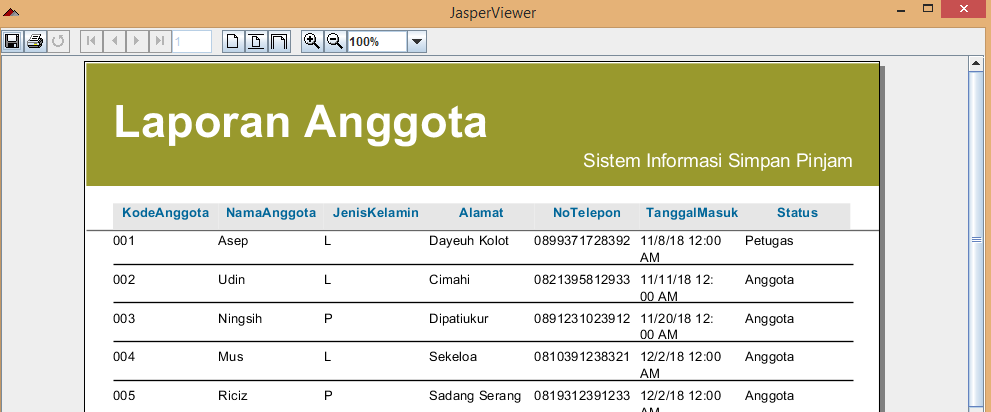 JasperViewer
1 100%
Laporan Anggota
Sistem Informasi Simpan Pinjam
KodeAnggota NamaAnggota JenisKelamin Alamat NoTelepon TanggalMasuk Status
001 Asep L Dayeuh Kolot 0899371728392 11/8/18 12:00 Petugas
AM
002 Udin L Cimahi 0821395812933 11/11/18 12: Anggota
00 AM
003 Ningsih P Dipatiukur 0891231023912 11/20/18 12: Anggota
00 AM
004 Mus L Sekeloa 0810391238321 12/2/18 12:00 Anggota
AM
005 Riciz P Sadang Serang 0819312391233 12/2/18 12:00 Anggota
AM